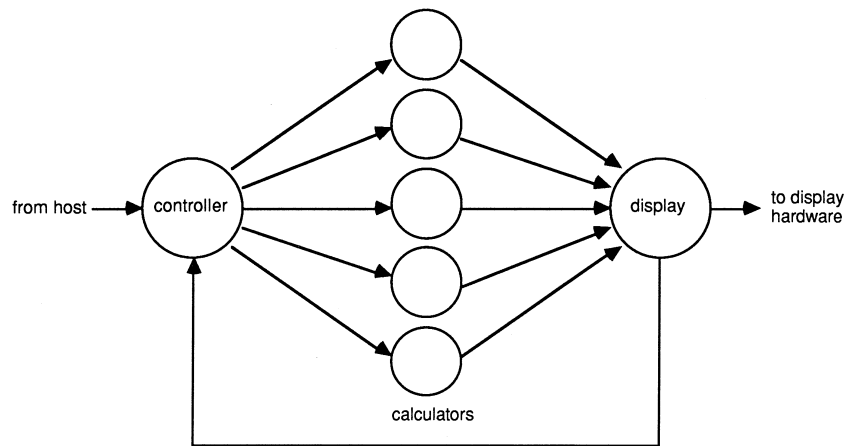 from host
controller
display
to display
hardware
calculators